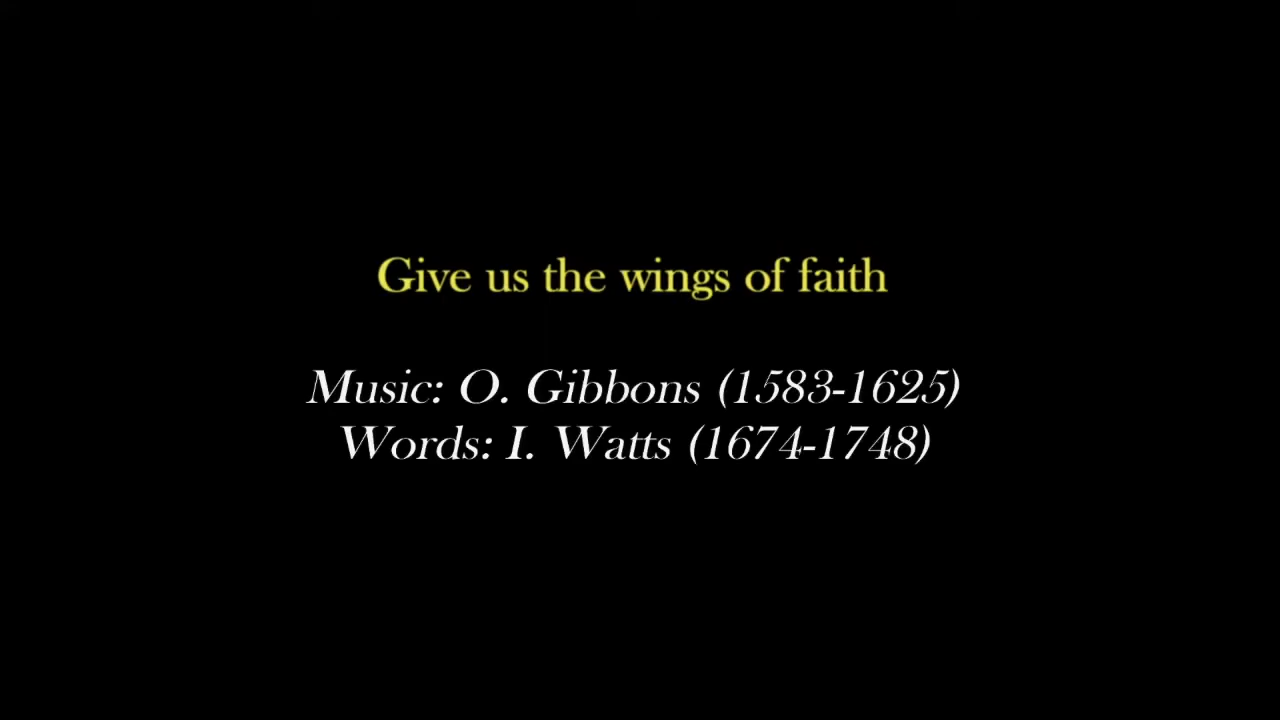 Give us the wings of faith
Music: O. Gibbons (1583-1625)
Words: I. Watts (1674-1748)